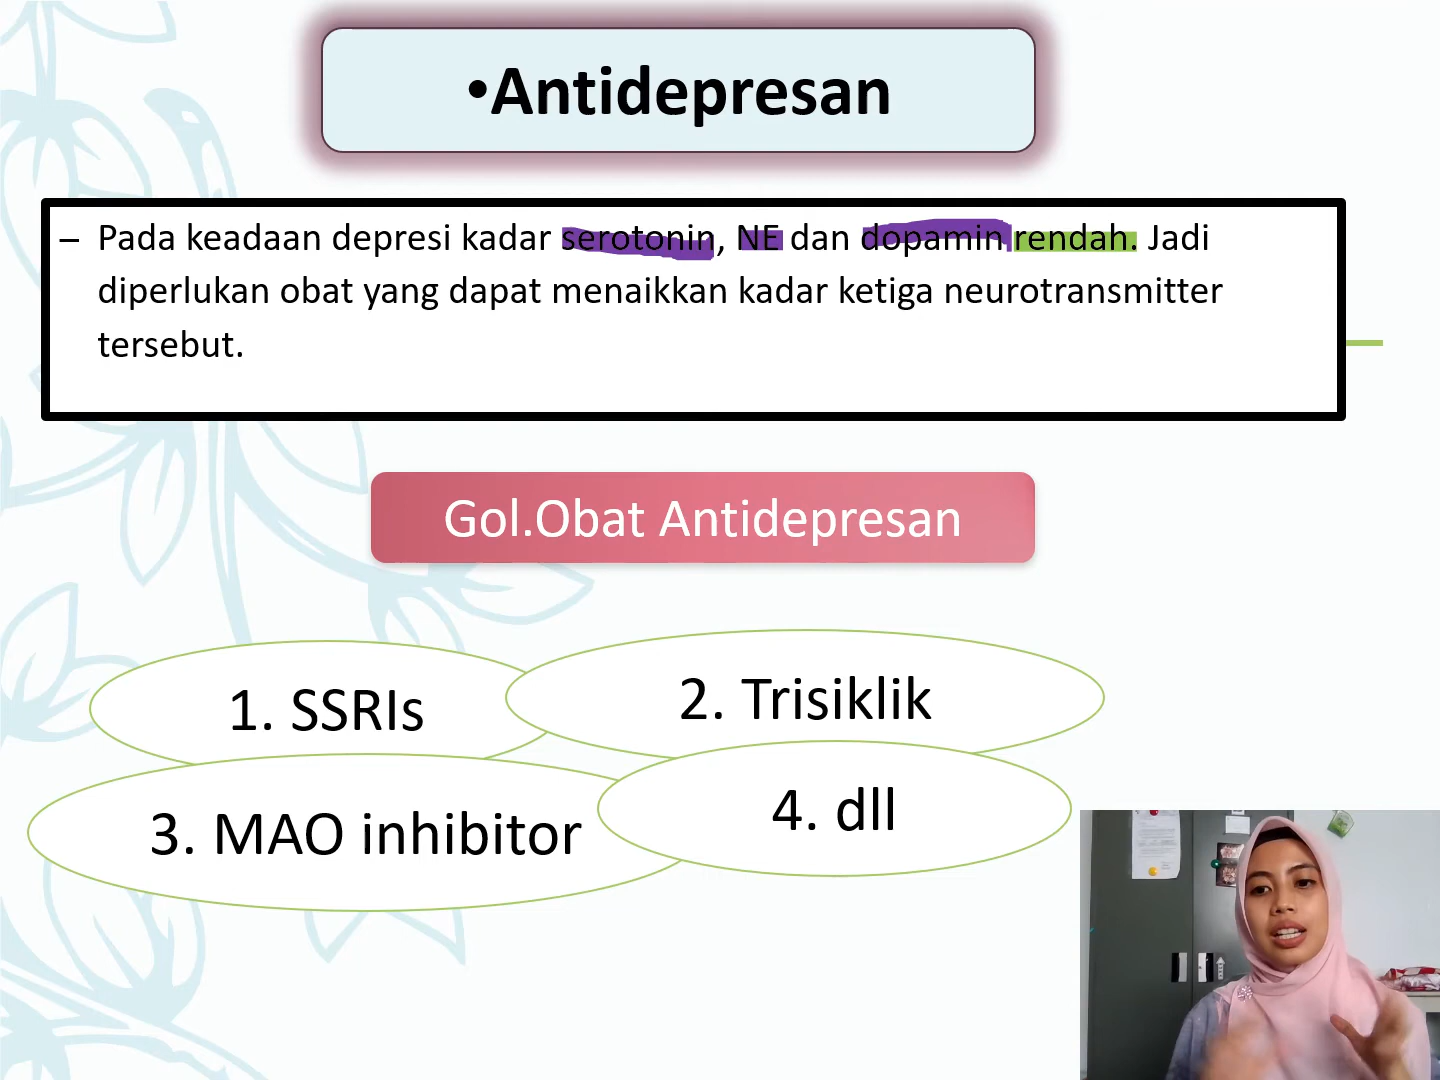 •Antidepresan
– Pada keadaan depresi kadar serotonin, NE dan dopamin rendah. Jadi
diperlukan obat yang dapat menaikkan kadar ketiga neurotransmitter
tersebut.
Gol.Obat Antidepresan
1. SSRIs
2. Trisiklik
3. MAO inhibitor
4. dll